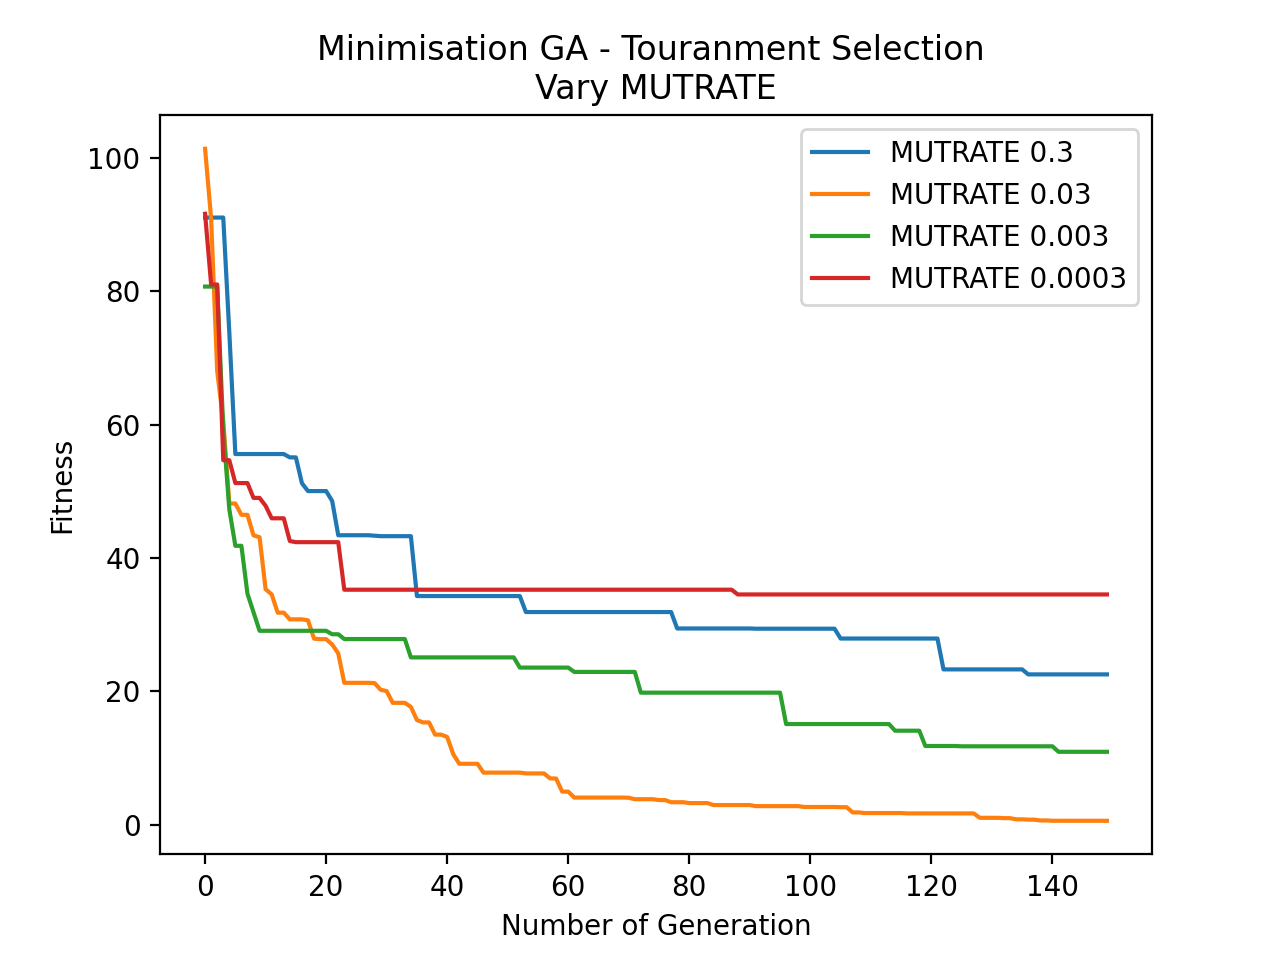 Minimisation GA - Touranment Selection
Vary MUTRATE
MUTRATE 0.3
MUTRATE 0.03
MUTRATE 0.003
MUTRATE 0.0003
100
80
60
40
20
0
Fitness
0 20 40 60 80 100 120 140
Number of Generation